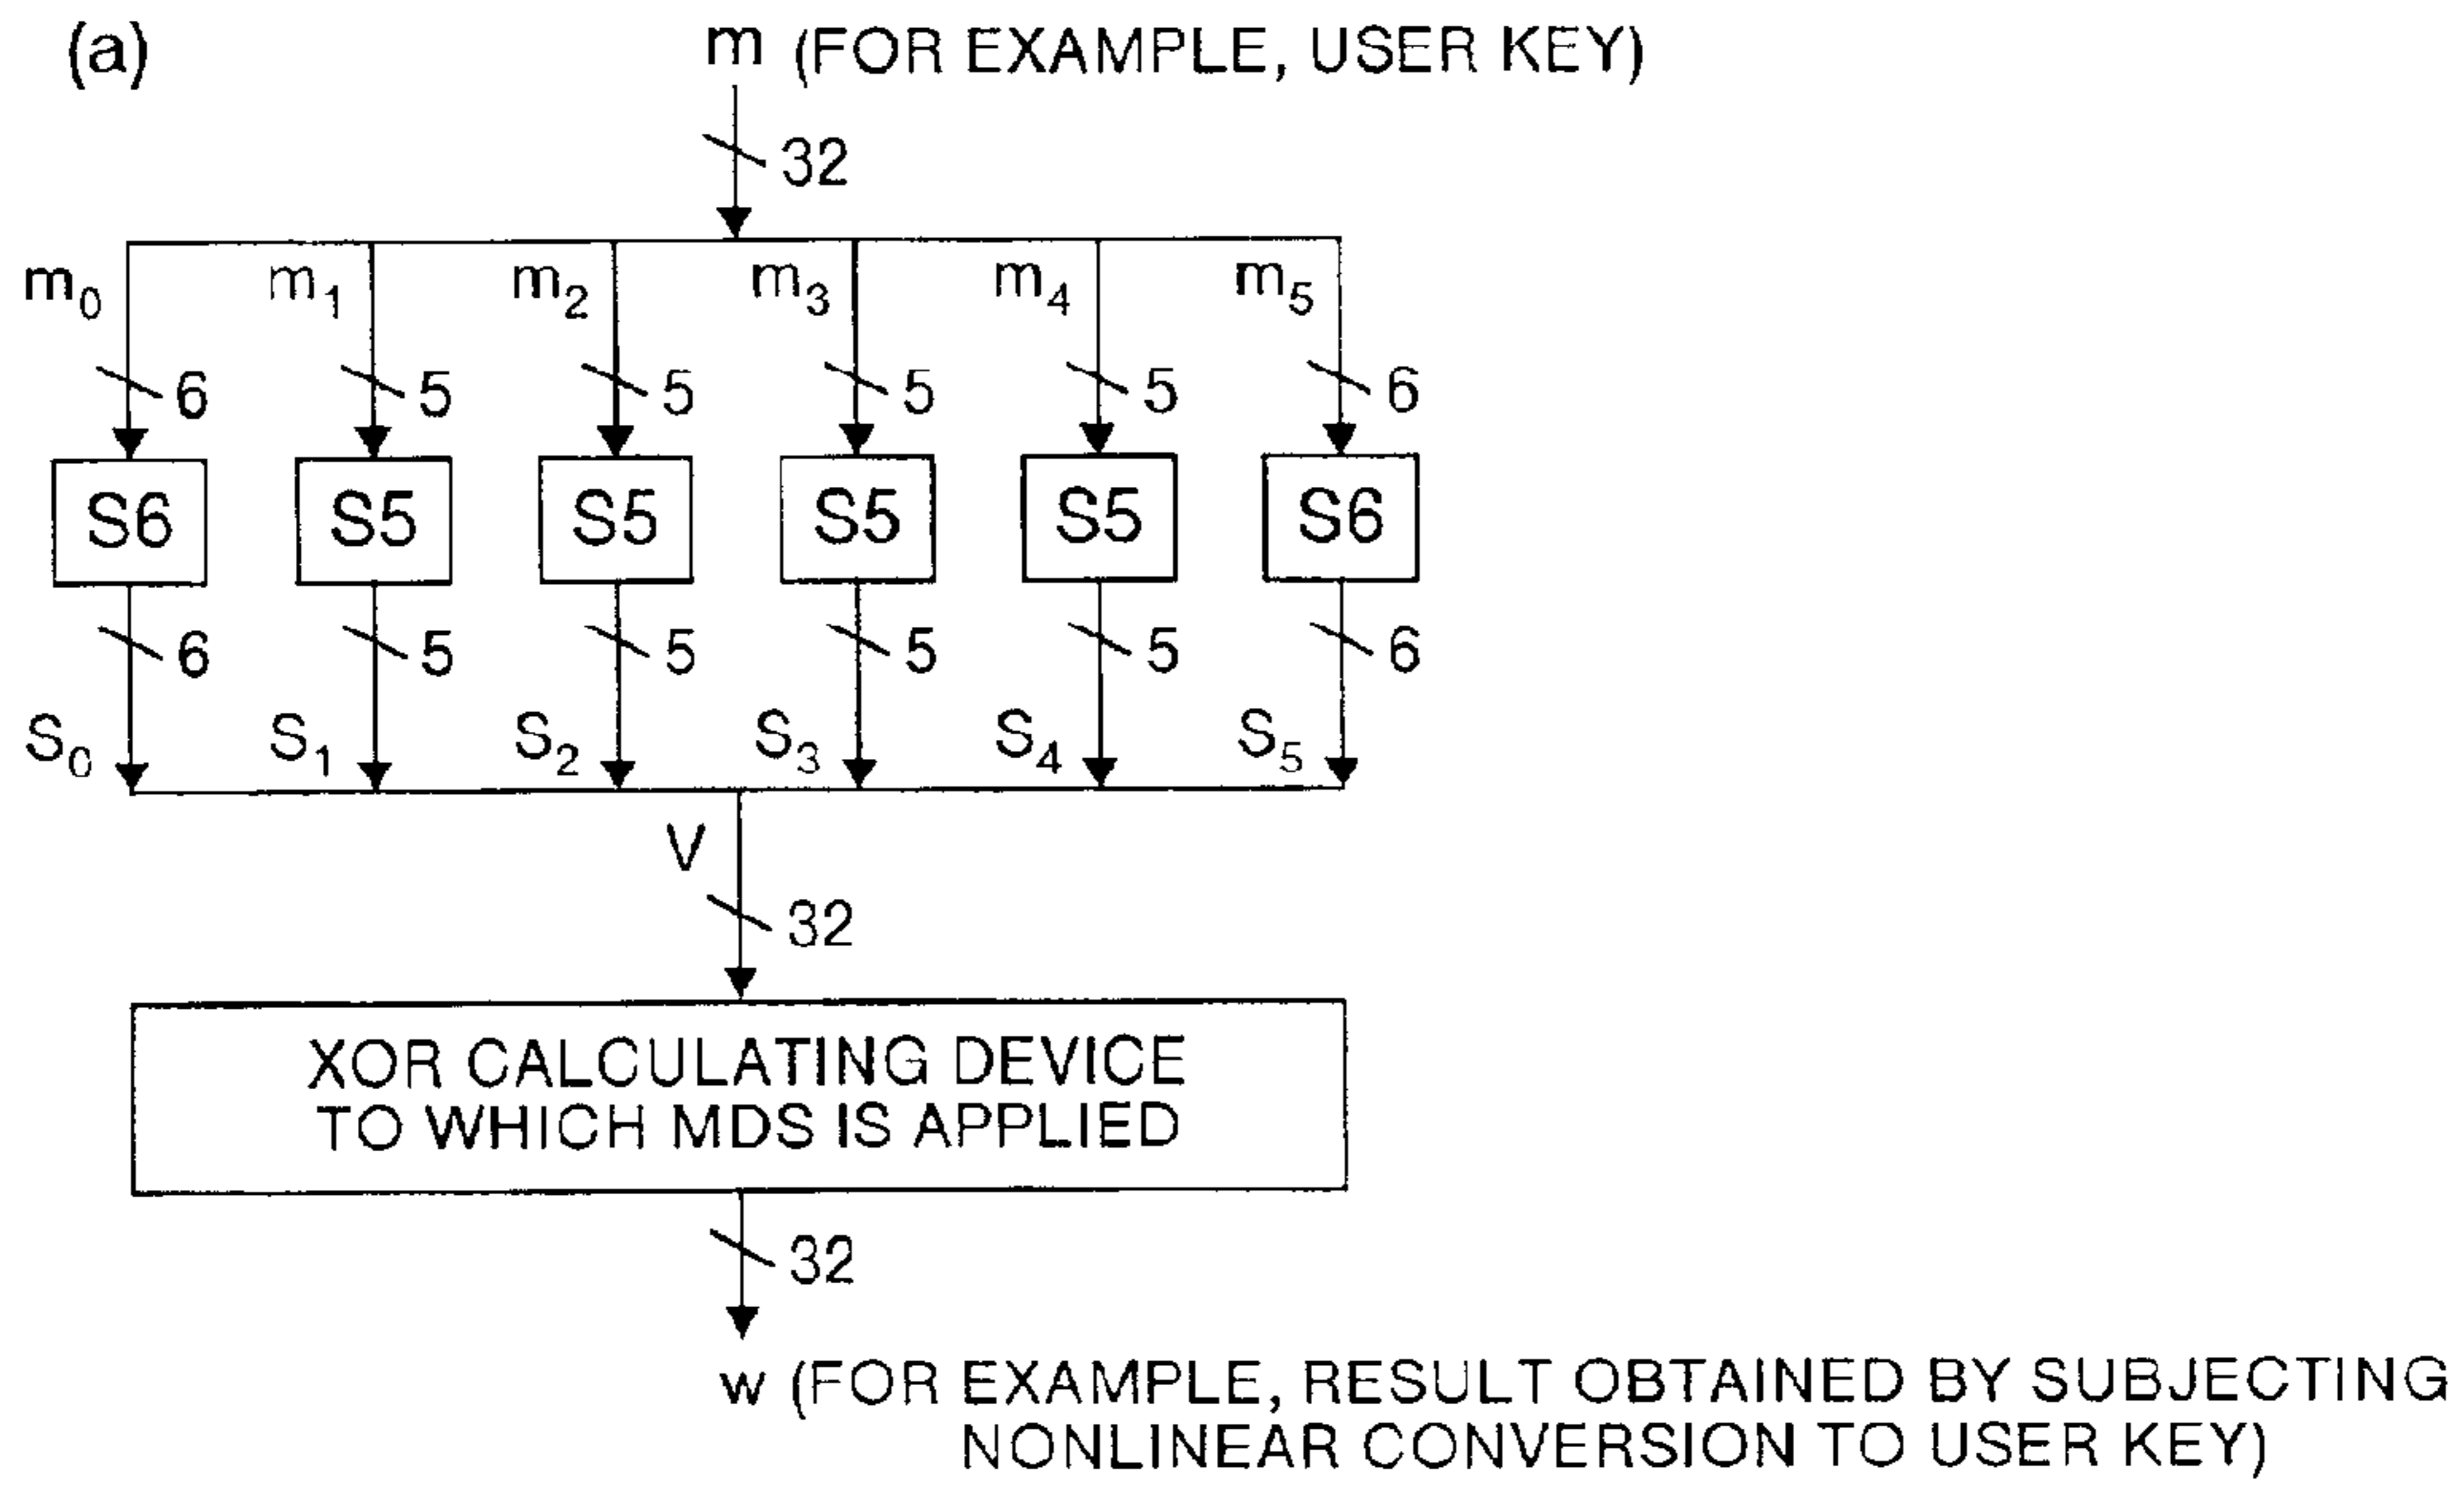 (a)
m (FOR EXAMPLE, USER KEY)
32
m0 m1 m2 m3 m4 m5
6 5 5 5 5 6
S6 S5 S5 S5 S5 S6
6 5 5 5 5 6
S0 S1 S2 S3 S4 S5
V
32
XOR CALCULATING DEVICE
TO WHICH MDS IS APPLIED
32
w (FOR EXAMPLE, RESULT OBTAINED BY SUBJECTING
NONLINEAR CONVERSION TO USER KEY)